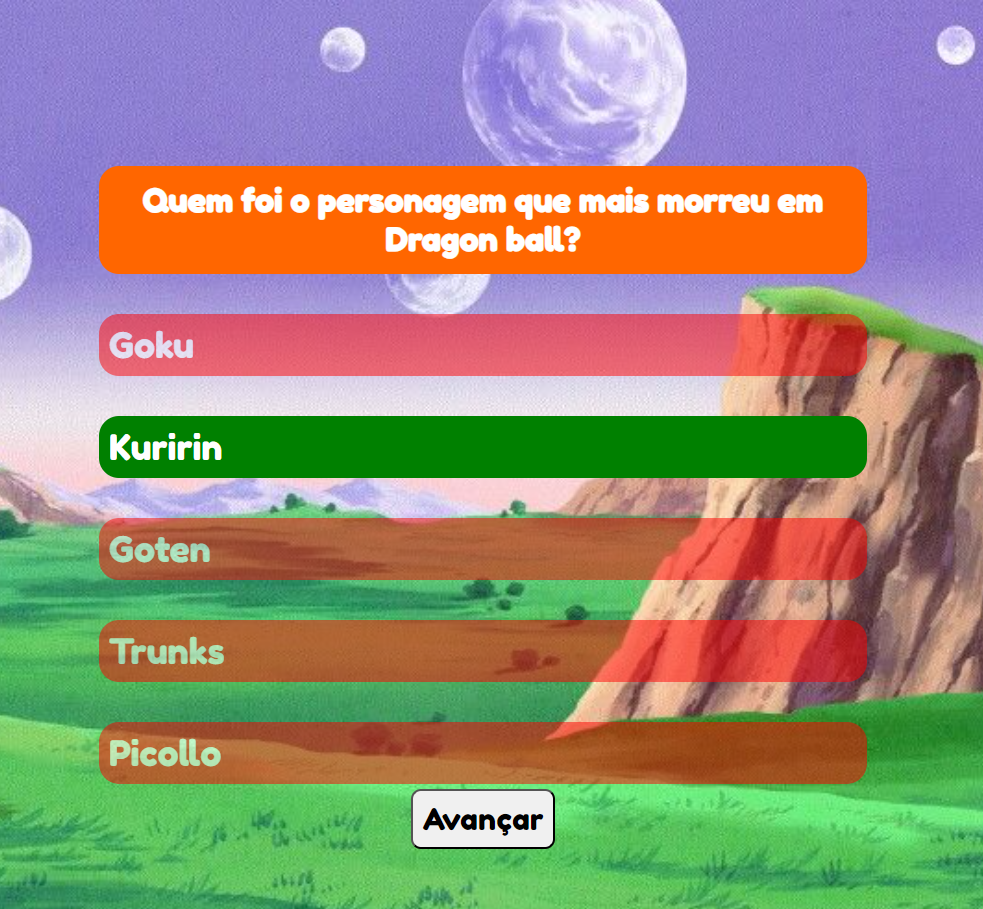 Quem foi o personagem que mais morreu em
Dragon ball?
Goku
Kuririn
Goten
Trunks
Picollo
Avançar